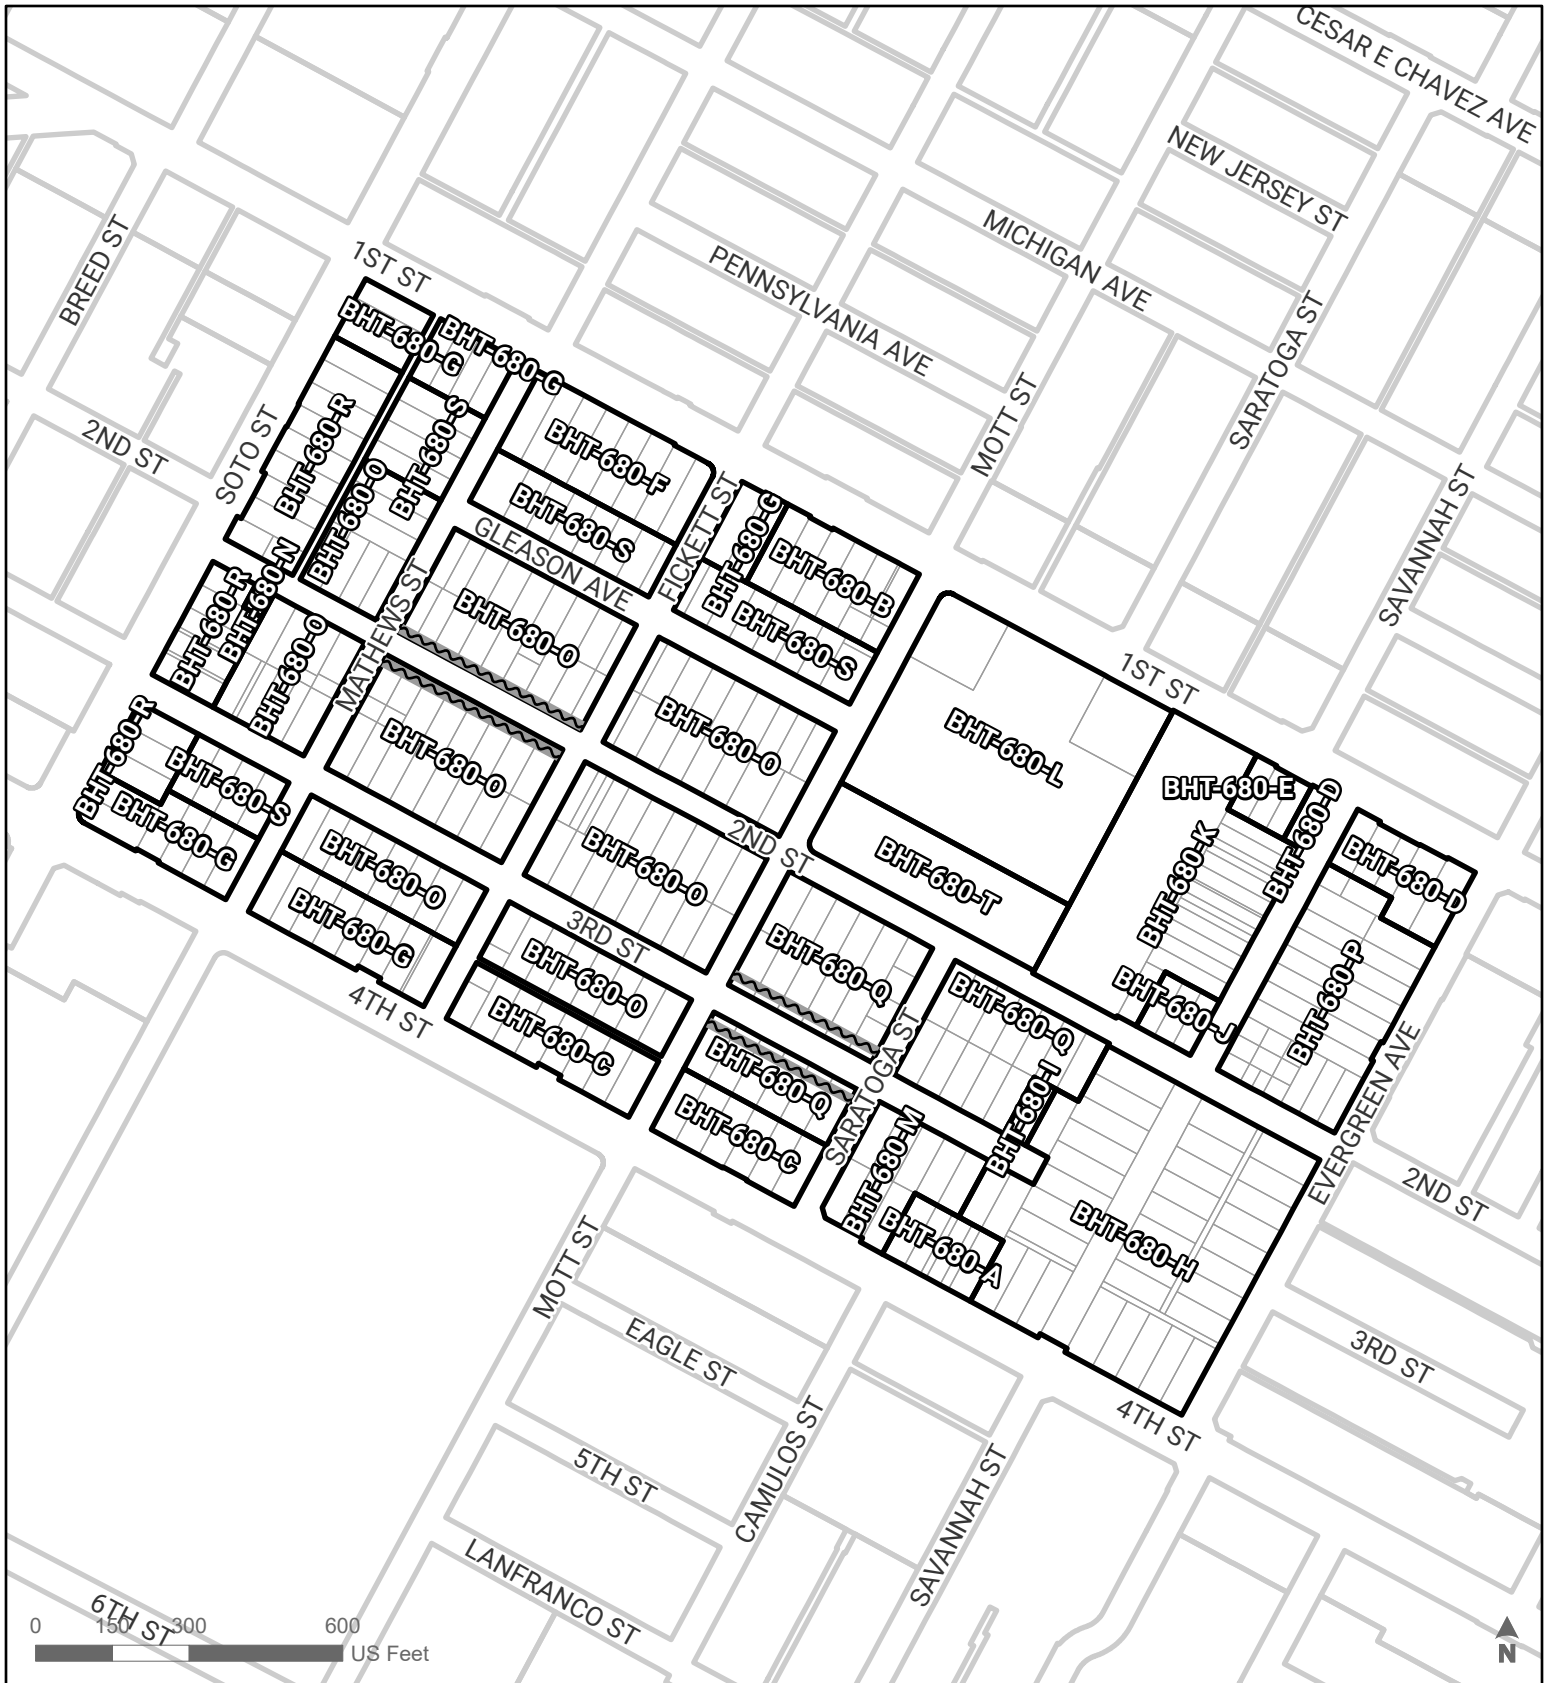 CESAR E CHAVEZ AVE
NEW JERSEY ST
MICHIGAN AVE
PENNSYLVANIA AVE
1ST ST
BREED ST
SARATOGA ST
MOTT ST
SAVANNAH ST
SOTO ST
2ND ST
BHT-680-G
BHT-680-G
BHT-680-R
BHT-680-S
BHT-680-O
BHT-680-F
BHT-680-S
GLEASON AVE
FICKETT ST
BHT-680-G
BHT-680-B
BHT-680-S
BHT-680-R
BHT-680-N
BHT-680-O
MATHEWS ST
BHT-680-O
BHT-680-O
BHT-680-O
BHT-680-L
1ST ST
BHT-680-E
BHT-680-D
BHT-680-K
BHT-680-D
BHT-680-R
BHT-680-S
BHT-680-G
BHT-680-O
BHT-680-G
BHT-680-O
2ND ST
BHT-680-T
BHT-680-P
BHT-680-J
3RD ST
BHT-680-O
BHT-680-C
BHT-680-Q
BHT-680-Q
SARATOGA ST
BHT-680-Q
BHT-680-C
BHT-680-I
BHT-680-M
BHT-680-A
BHT-680-H
EVERGREEN AVE
2ND ST
4TH ST
MOTT ST
EAGLE ST
3RD ST
4TH ST
5TH ST
CAMULOS ST
SAVANNAH ST
LANFRANCO ST
6TH ST
0 150 300 600
US Feet
N